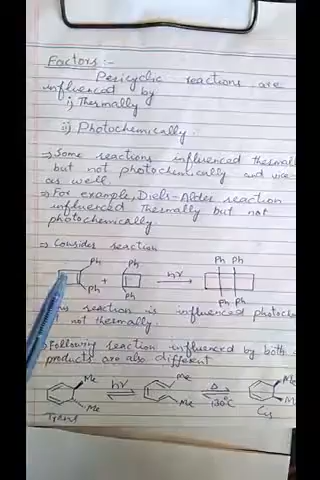 Factors :-
Pericyclic reactions are
influenced by
i) Thermally
ii) Photochemically.
⇒ Some reactions influenced thermall
but not photochemically and vice
as well.
⇒ For example, Diels-Alder reaction
influenced Thermally but not
photochemically.
⇒ Consider reaction
Ph Ph Ph
+ hν
Ph Ph Ph Ph
reaction is influenced photoch
not thermally.
⇒ Following reaction influenced by both
products are also different
Me hν Me Δ Me
Me Me 130°C Me
Trans Cis